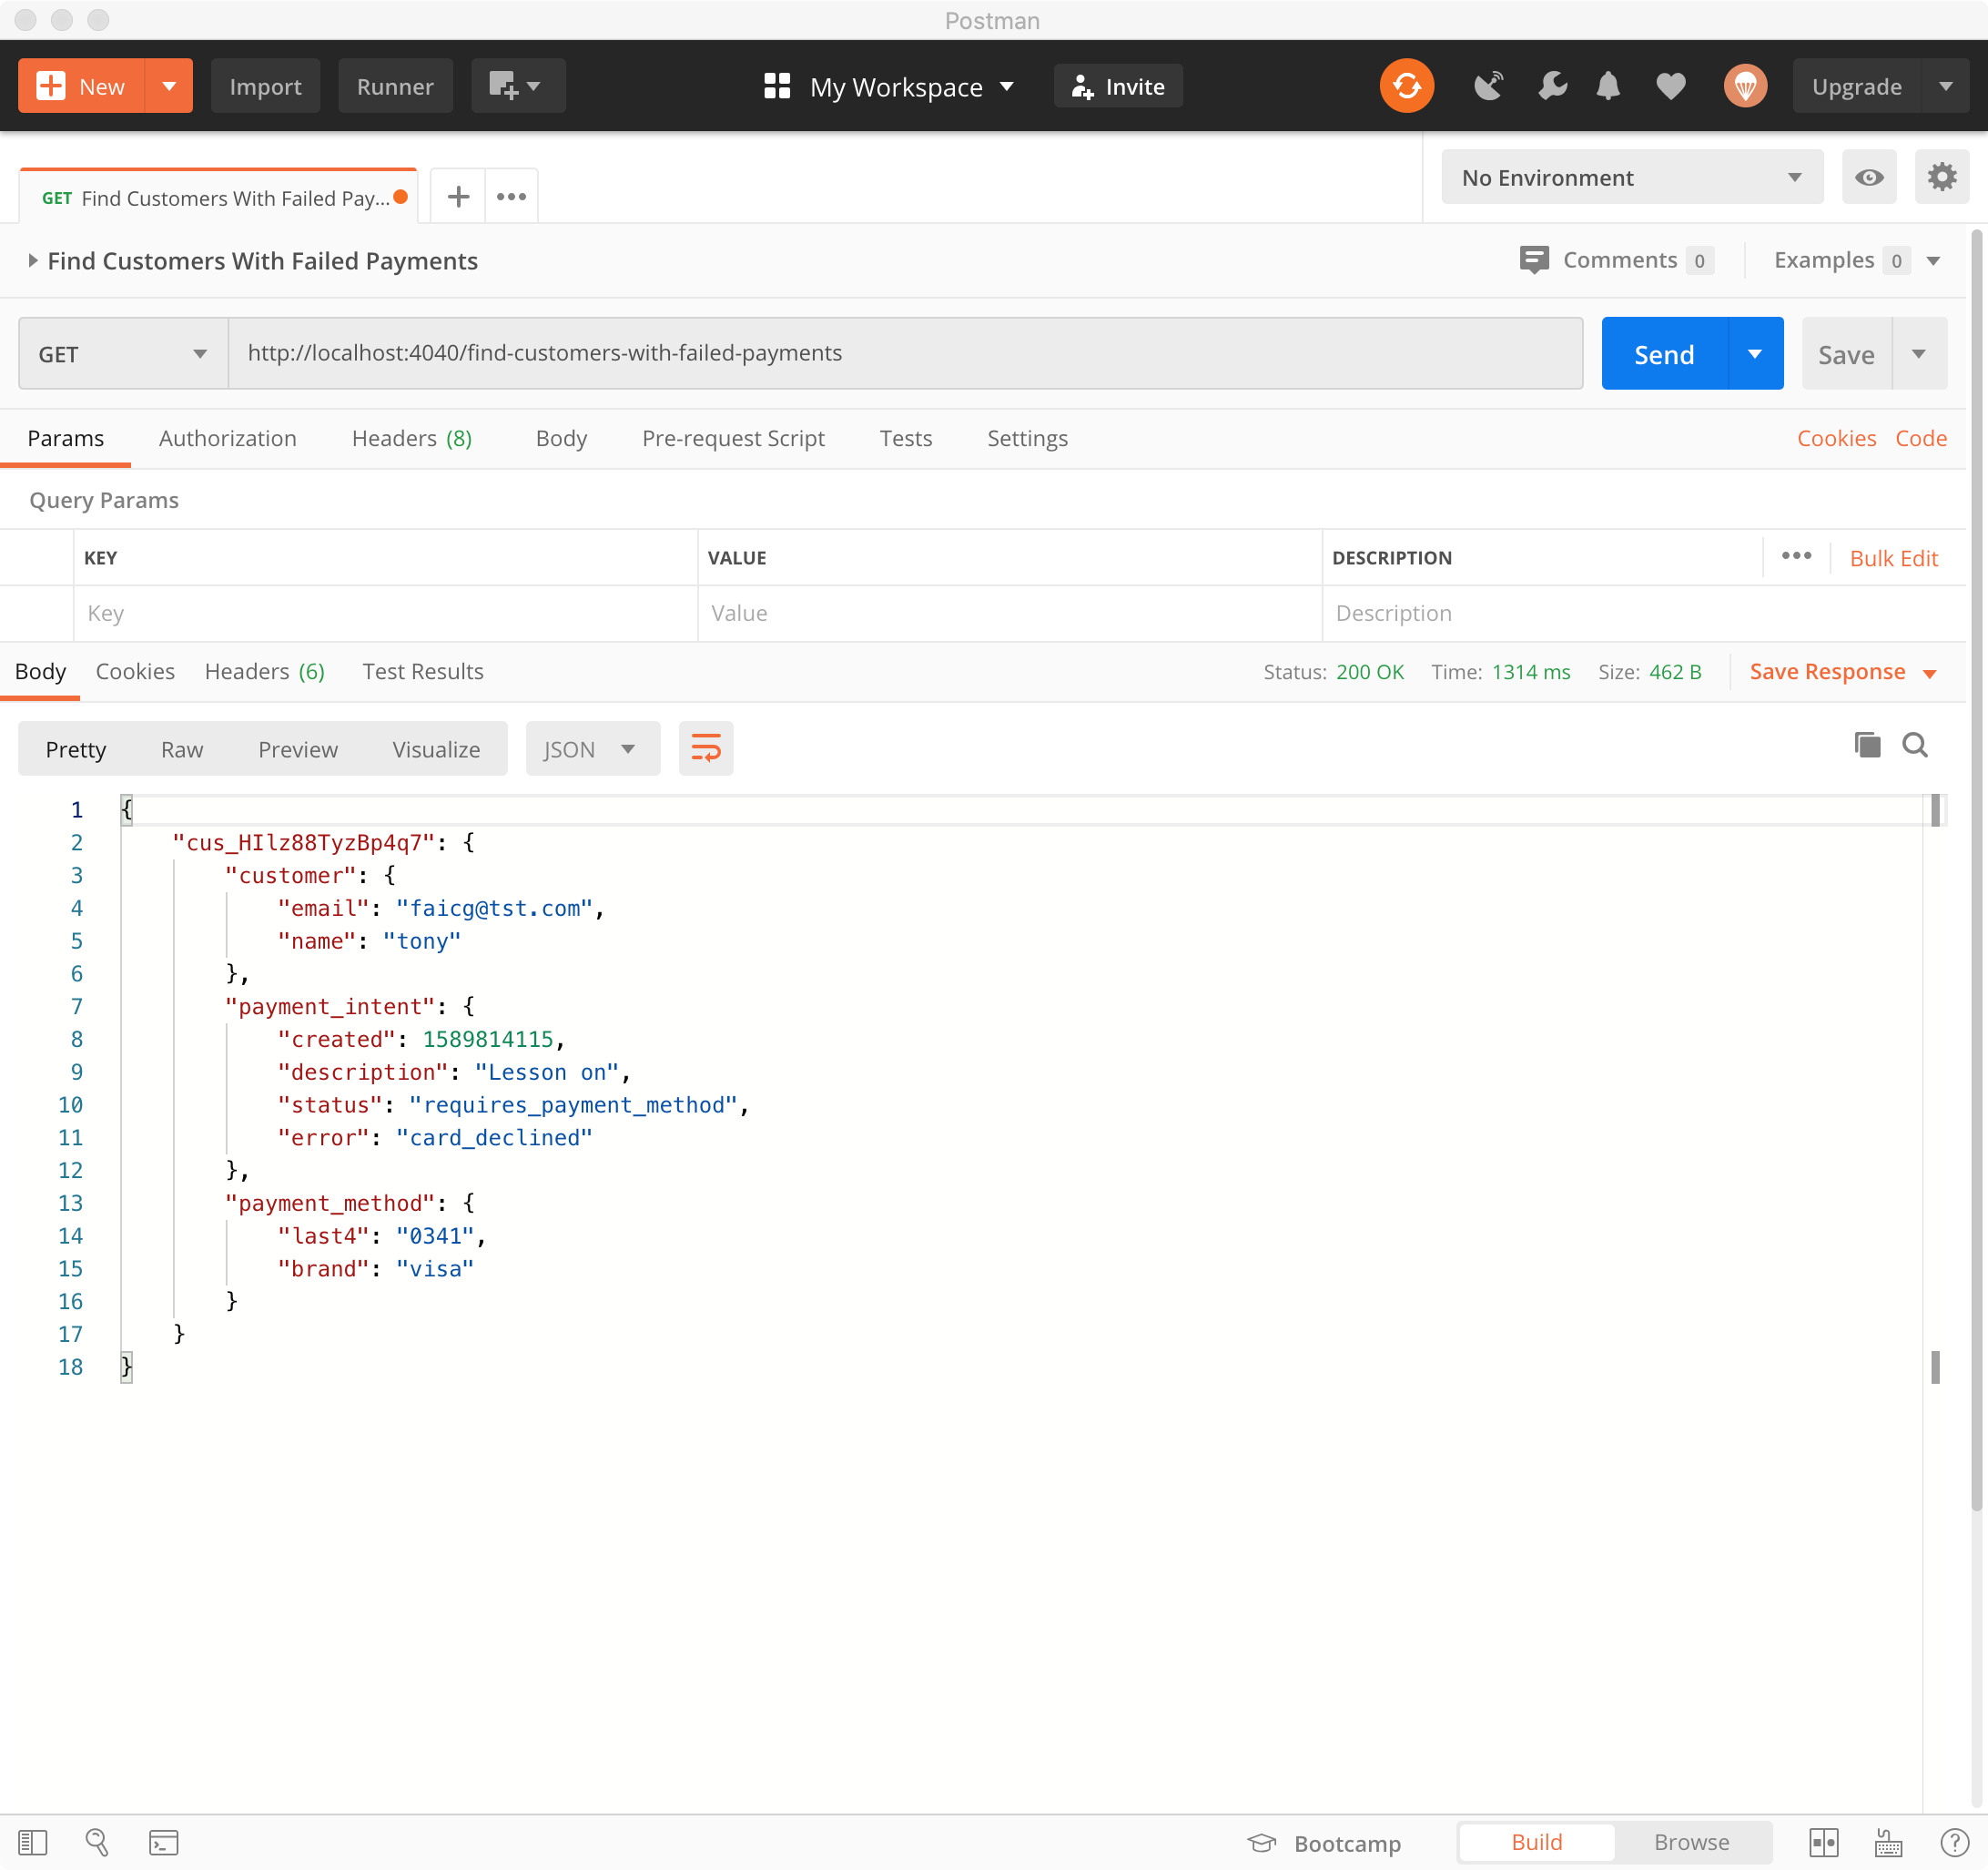 Postman
New Import Runner My Workspace Invite Upgrade
GET Find Customers With Failed Pay... No Environment
Find Customers With Failed Payments Comments 0 Examples 0
GET http://localhost:4040/find-customers-with-failed-payments Send Save
Params Authorization Headers (8) Body Pre-request Script Tests Settings Cookies Code
Query Params
KEY VALUE DESCRIPTION ••• Bulk Edit
Key Value Description
Body Cookies Headers (6) Test Results Status: 200 OK Time: 1314 ms Size: 462 B Save Response
Pretty Raw Preview Visualize JSON
1 {
2 "cus_HIlz88TyzBp4q7": {
3 "customer": {
4 "email": "faicg@tst.com",
5 "name": "tony"
6 },
7 "payment_intent": {
8 "created": 1589814115,
9 "description": "Lesson on",
10 "status": "requires_payment_method",
11 "error": "card_declined"
12 },
13 "payment_method": {
14 "last4": "0341",
15 "brand": "visa"
16 }
17 }
18 }
Bootcamp Build Browse